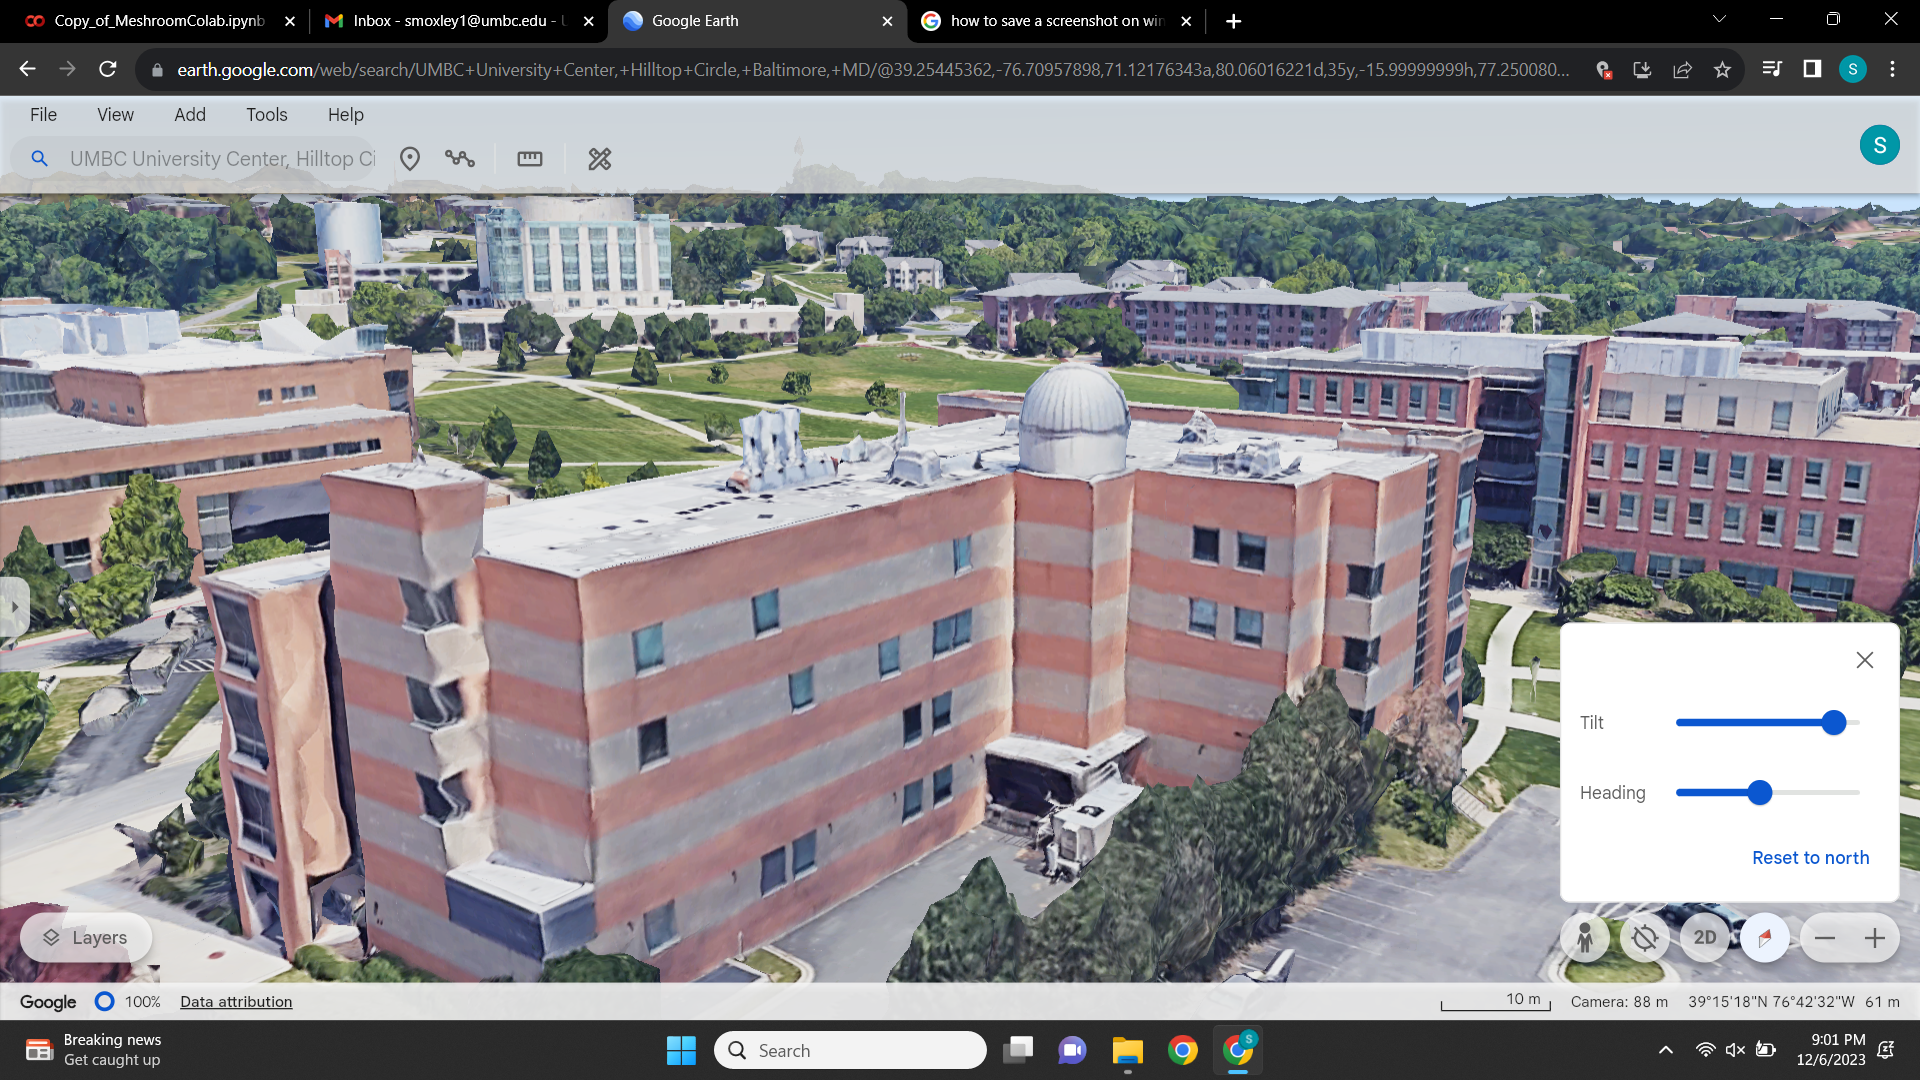 Copy_of_MeshroomColab.ipynb
Inbox - smoxley1@umbc.edu - U
Google Earth
how to save a screenshot on win
earth.google.com/web/search/UMBC+University+Center,+Hilltop+Circle,+Baltimore,+MD/@39.25445362,-76.70957898,71.12176343a,80.06016221d,35y,-15.99999999h,77.250080...
S
File View Add Tools Help
UMBC University Center, Hilltop Ci
S
Tilt
Heading
Reset to north
Layers
2D
Google 100% Data attribution
10 m Camera: 88 m 39°15'18"N 76°42'32"W 61 m
Breaking news
Get caught up
Search
S
9:01 PM
12/6/2023